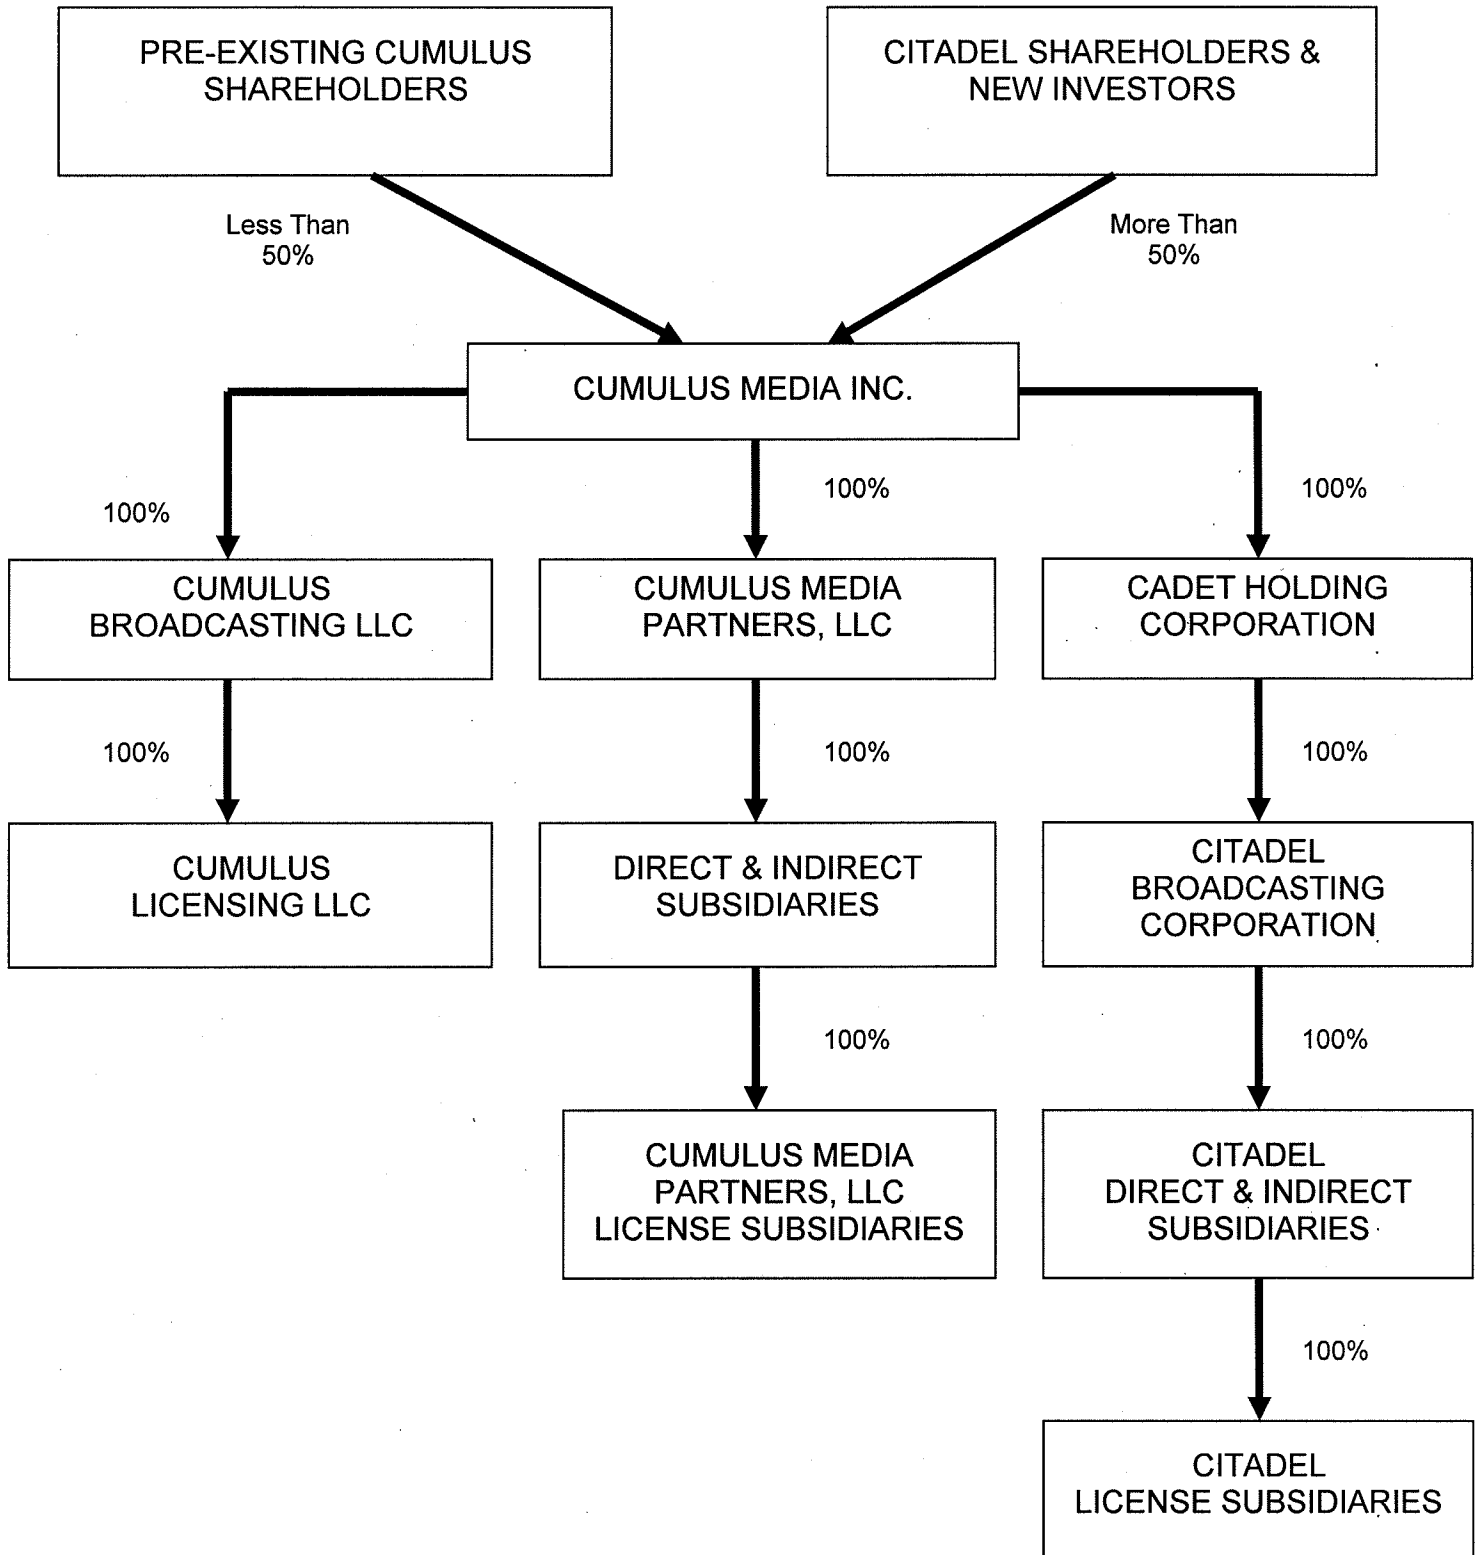 PRE-EXISTING CUMULUS
SHAREHOLDERS
CITADEL SHAREHOLDERS &
NEW INVESTORS
Less Than
50%
More Than
50%
CUMULUS MEDIA INC.
100%
100%
100%
CUMULUS
BROADCASTING LLC
CUMULUS MEDIA
PARTNERS, LLC
CADET HOLDING
CORPORATION
100%
100%
100%
CUMULUS
LICENSING LLC
DIRECT & INDIRECT
SUBSIDIARIES
CITADEL
BROADCASTING
CORPORATION
100%
100%
CUMULUS MEDIA
PARTNERS, LLC
LICENSE SUBSIDIARIES
CITADEL
DIRECT & INDIRECT
SUBSIDIARIES
100%
CITADEL
LICENSE SUBSIDIARIES